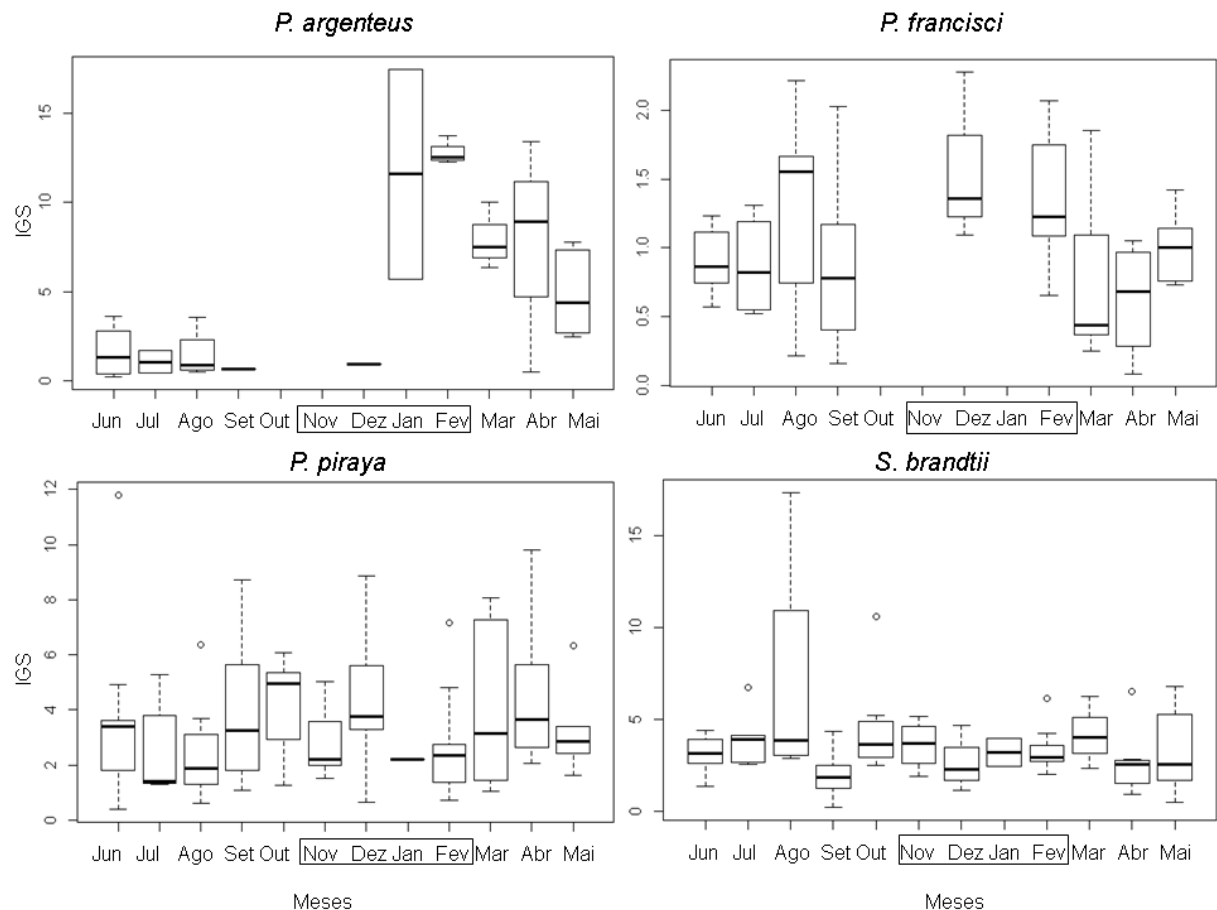 P. argenteus
IGS
15
10
5
0
Jun Jul Ago Set Out Nov Dez Jan Fev Mar Abr Mai
P. francisci
2.0
1.5
1.0
0.5
0.0
Jun Jul Ago Set Out Nov Dez Jan Fev Mar Abr Mai
P. piraya
IGS
12
10
8
6
4
2
0
Jun Jul Ago Set Out Nov Dez Jan Fev Mar Abr Mai
Meses
S. brandtii
15
10
5
0
Jun Jul Ago Set Out Nov Dez Jan Fev Mar Abr Mai
Meses